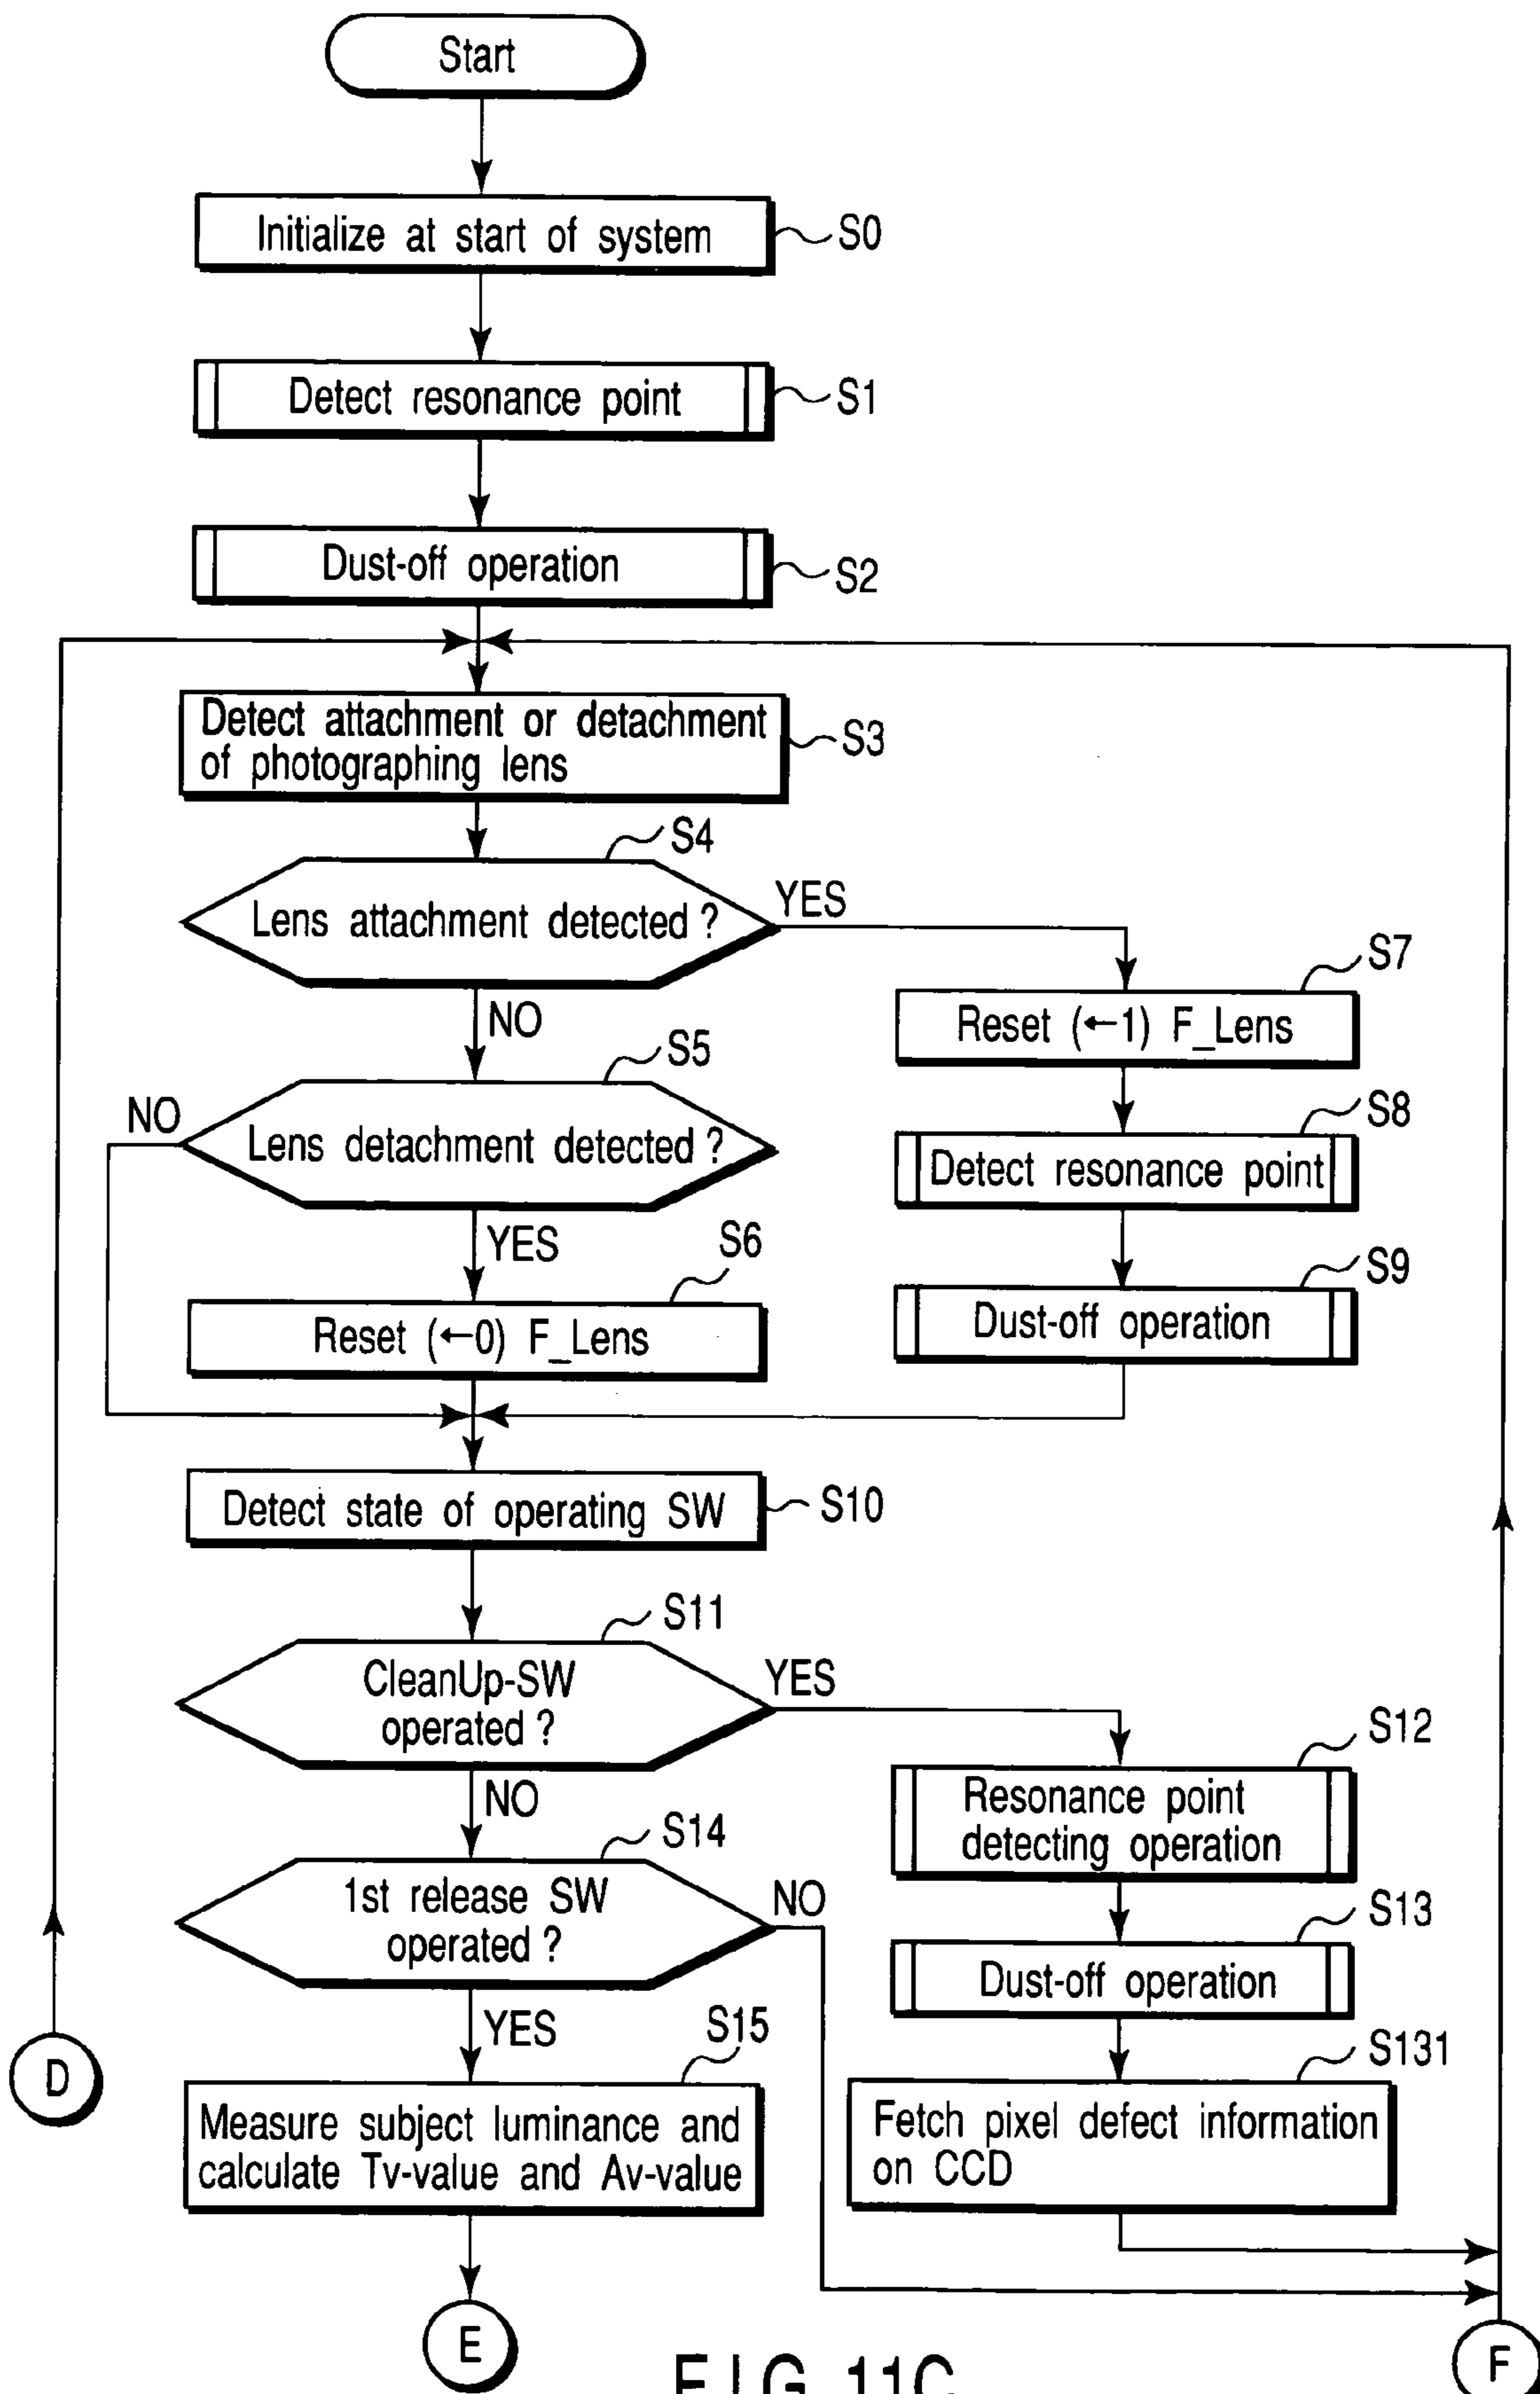 Start
Initialize at start of system
S0
Detect resonance point
S1
Dust-off operation
S2
Detect attachment or detachment
of photographing lens
S3
S4
Lens attachment detected ?
YES
NO
S7
Reset (←1) F_Lens
S5
NO
Lens detachment detected ?
S8
Detect resonance point
YES
S6
Reset (←0) F_Lens
S9
Dust-off operation
Detect state of operating SW
S10
S11
CleanUp-SW
operated ?
YES
NO
S12
Resonance point
detecting operation
S14
1st release SW
operated ?
NO
S13
Dust-off operation
YES
S15
S131
Measure subject luminance and
calculate Tv-value and Av-value
Fetch pixel defect information
on CCD
D
E
F
FIG. 11C